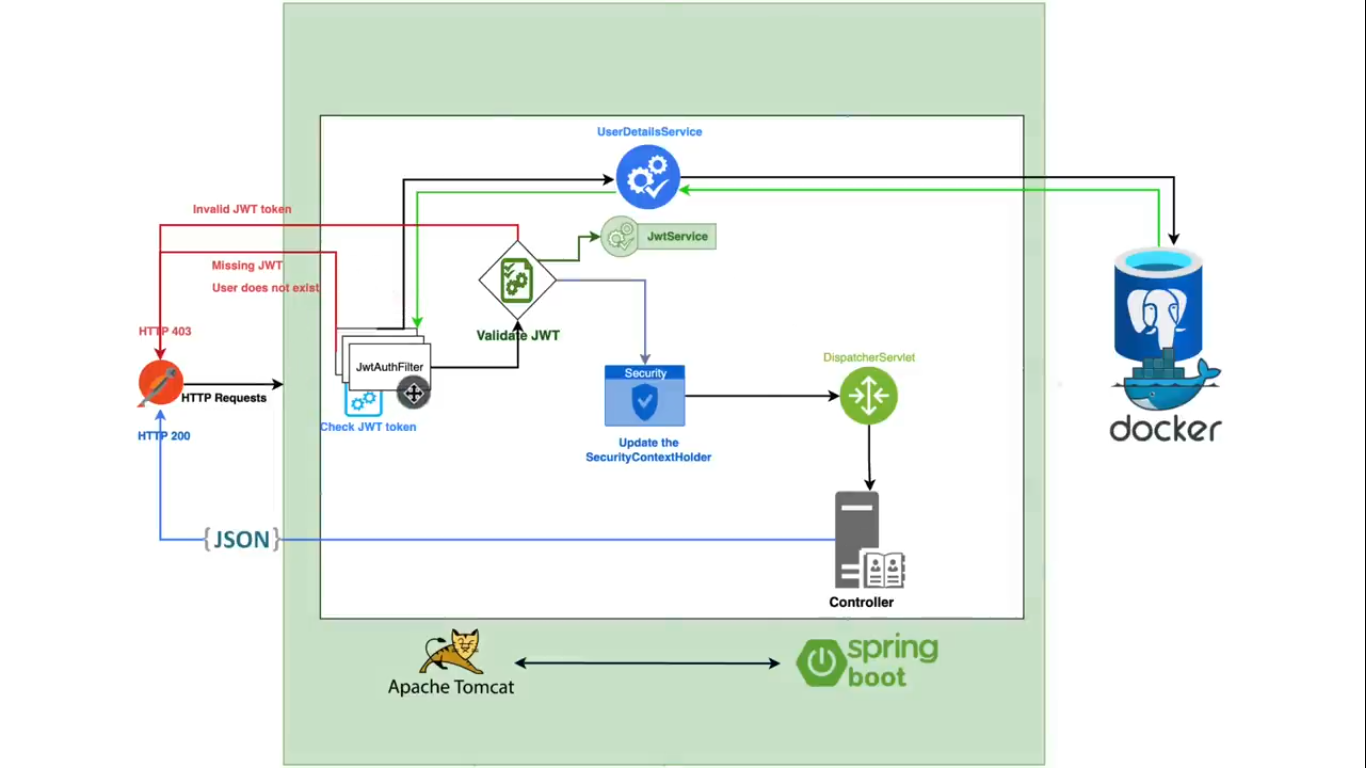 UserDetailsService
Invalid JWT token
JwtService
Missing JWT
User does not exist
HTTP 403
Validate JWT
DispatcherServlet
JwtAuthFilter
Security
HTTP Requests
Check JWT token
HTTP 200
Update the
SecurityContextHolder
docker
{JSON}
Controller
Apache Tomcat
spring
boot